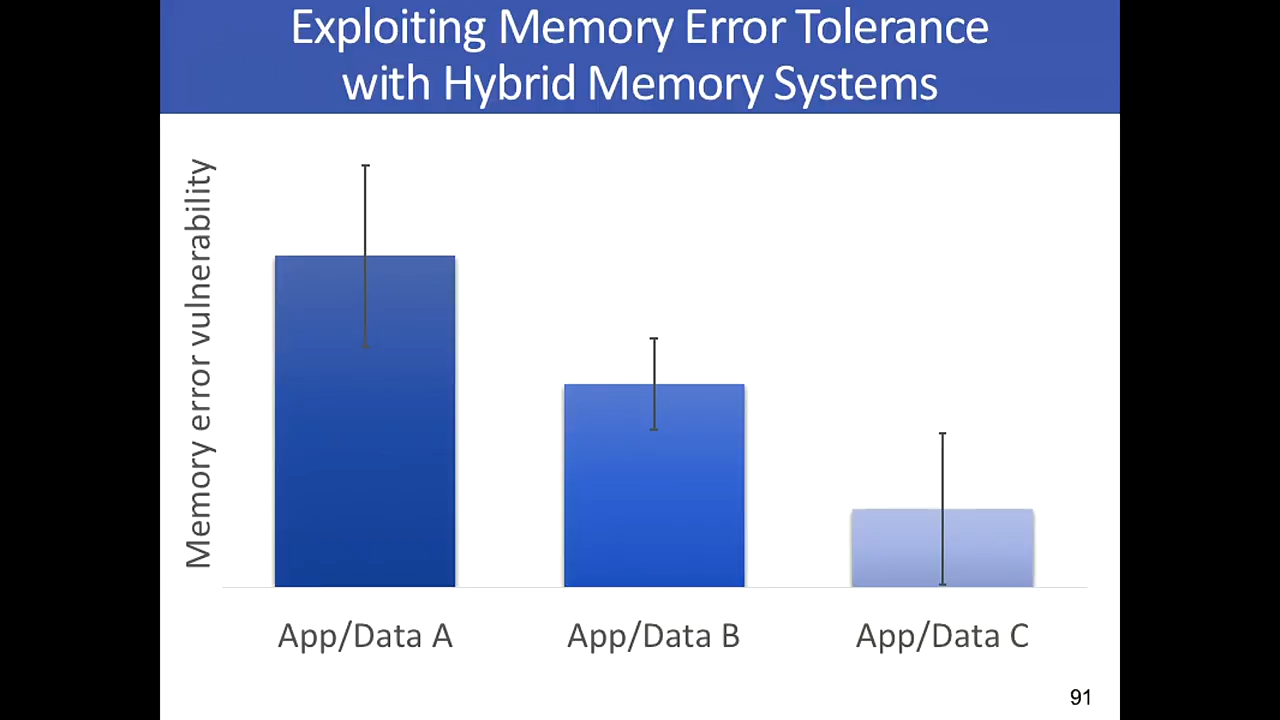 Exploiting Memory Error Tolerance
with Hybrid Memory Systems
Memory error vulnerability
App/Data A
App/Data B
App/Data C
91